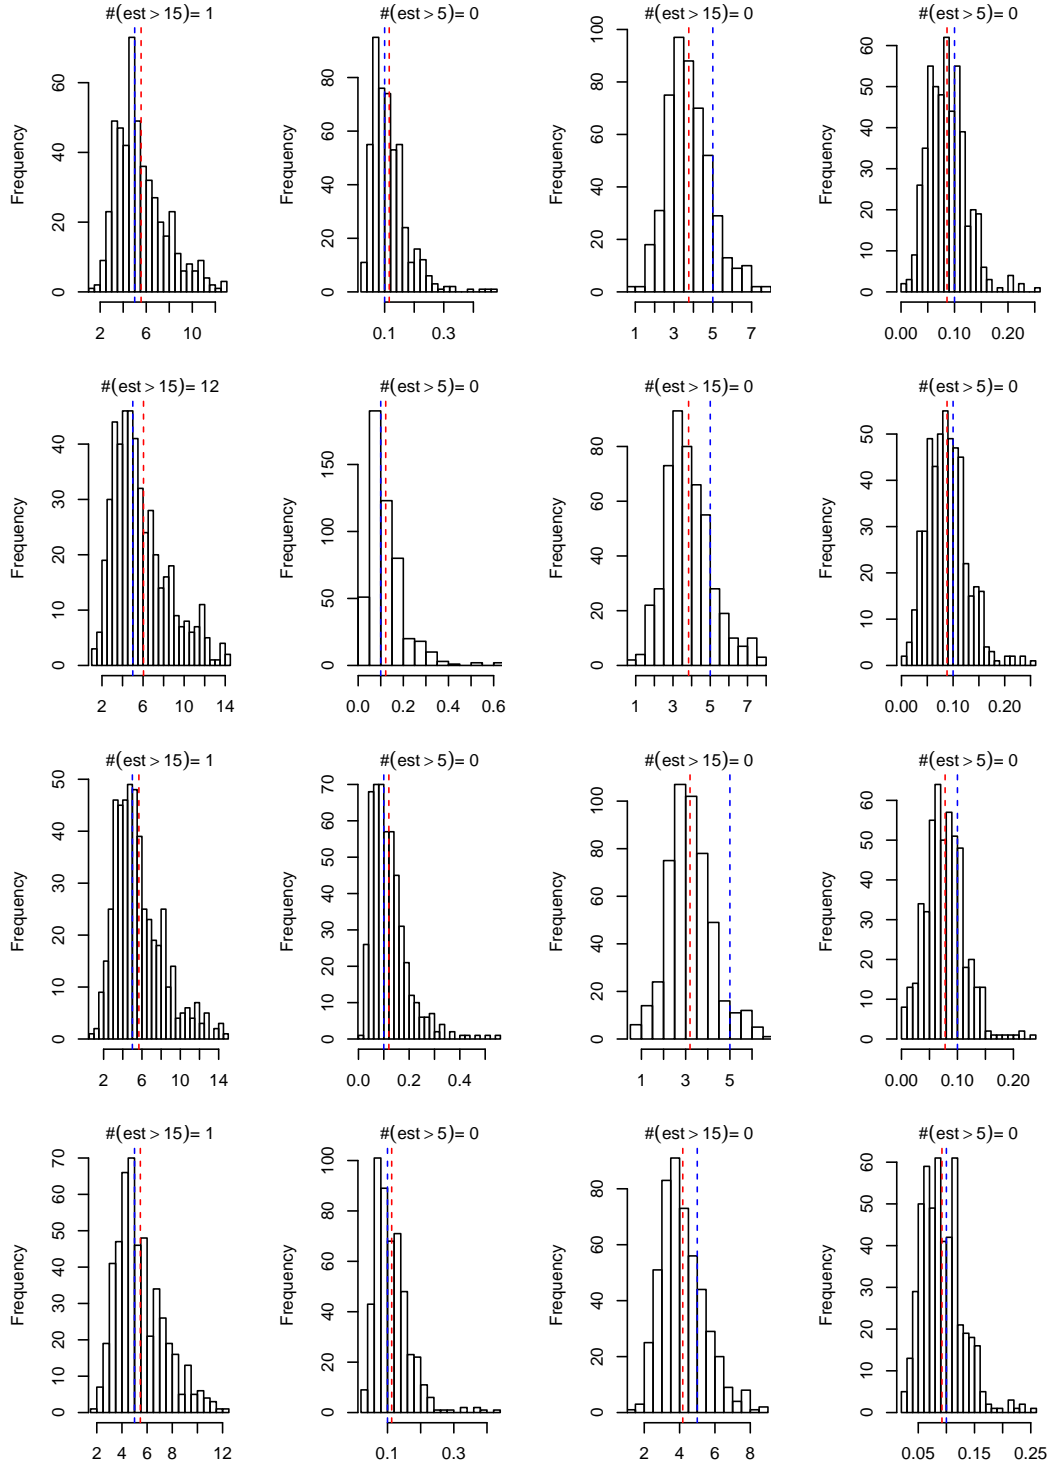 #(est > 15)= 1
#(est > 5)= 0
#(est > 15)= 0
#(est > 5)= 0
Frequency
0 20 40 60
2 6 10
Frequency
0 20 40 60 80
0.1 0.3
Frequency
0 20 40 60 80 100
1 3 5 7
Frequency
0 10 20 30 40 50 60
0.00 0.10 0.20
#(est > 15)= 12
#(est > 5)= 0
#(est > 15)= 0
#(est > 5)= 0
Frequency
0 10 20 30 40
2 6 10 14
Frequency
0 50 100 150
0.0 0.2 0.4 0.6
Frequency
0 20 40 60 80
1 3 5 7
Frequency
0 10 20 30 40 50
0.00 0.10 0.20
#(est > 15)= 1
#(est > 5)= 0
#(est > 15)= 0
#(est > 5)= 0
Frequency
0 10 20 30 40 50
2 6 10 14
Frequency
0 10 20 30 40 50 60 70
0.0 0.2 0.4
Frequency
0 20 40 60 80 100
1 3 5
Frequency
0 10 20 30 40 50 60
0.00 0.10 0.20
#(est > 15)= 1
#(est > 5)= 0
#(est > 15)= 0
#(est > 5)= 0
Frequency
0 10 20 30 40 50 60 70
2 4 6 8 12
Frequency
0 20 40 60 80 100
0.1 0.3
Frequency
0 20 40 60 80
2 4 6 8
Frequency
0 10 20 30 40 50 60
0.05 0.15 0.25